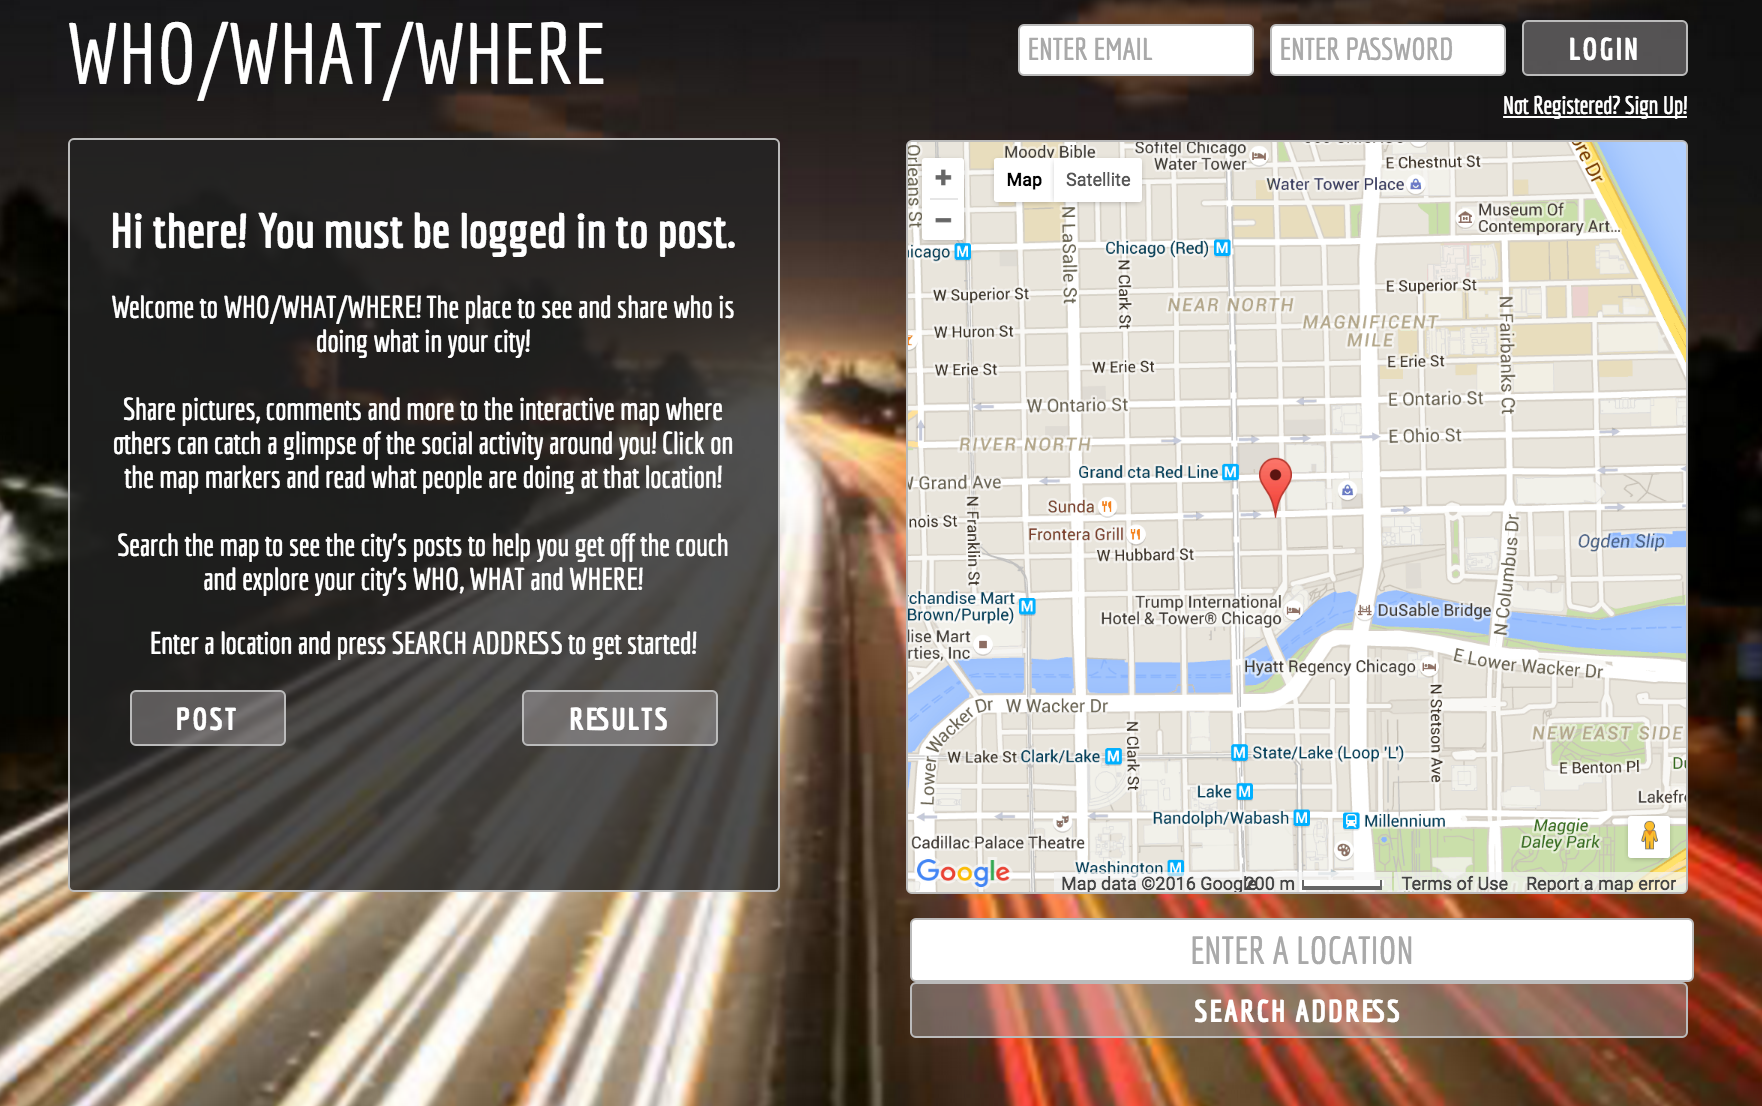 WHO/WHAT/WHERE
ENTER EMAIL
ENTER PASSWORD
LOGIN
Not Registered? Sign Up!
Hi there! You must be logged in to post.
Welcome to WHO/WHAT/WHERE! The place to see and share who is
doing what in your city!
Share pictures, comments and more to the interactive map where
others can catch a glimpse of the social activity around you! Click on
the map markers and read what people are doing at that location!
Search the map to see the city's posts to help you get off the couch
and explore your city's WHO, WHAT and WHERE!
Enter a location and press SEARCH ADDRESS to get started!
POST
RESULTS
Orleans St
Moody Bible
Sofitel Chicago
Water Tower
E Chestnut St
ore Dr
+
Map
Satellite
Water Tower Place
−
Museum Of
Contemporary Art...
N LaSalle St
icago M
Chicago (Red) M
N Clark St
W Superior St
E Superior St
NEAR NORTH
N Fairbanks Ct
W Huron St
MAGNIFICENT
MILE
W Erie St
W Erie St
E Erie St
W Ontario St
E Ontario St
RIVER NORTH
E Ohio St
Grand cta Red Line M
W Grand Ave
Sunda
N Franklin St
nois St
Frontera Grill
W Hubbard St
N Columbus Dr
Ogden Slip
rchandise Mart M
Brown/Purple)
Trump International
Hotel & Tower® Chicago
DuSable Bridge
lise Mart
rties, Inc
Hyatt Regency Chicago
E Lower Wacker Dr
W Wacker Dr
Lower Wacker Dr
N Clark St
N Stetson Ave
NEW EAST SIDE
W Lake St
Clark/Lake M
M State/Lake (Loop 'L')
E Benton Pl
Du
Lake M
Lakefr
Randolph/Wabash M
Millennium
Maggie
Daley Park
Cadillac Palace Theatre
Washington M
Google
Map data ©2016 Google
200 m
Terms of Use
Report a map error
ENTER A LOCATION
SEARCH ADDRESS